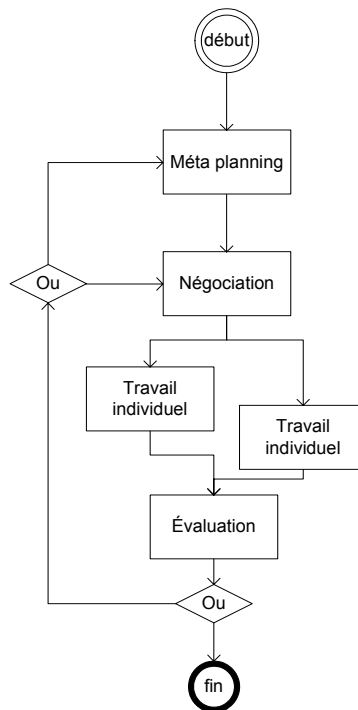 début
Méta planning
Ou
Négociation
Travail
individuel
Travail
individuel
Évaluation
Ou
fin